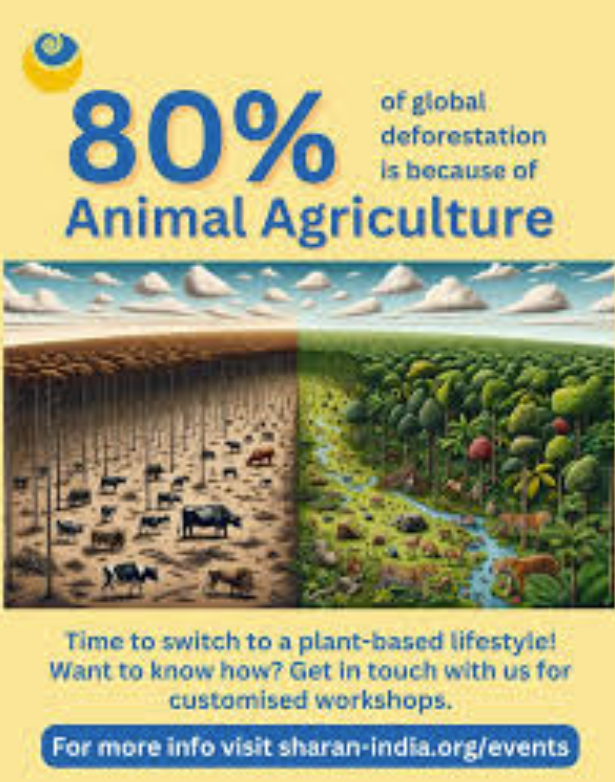 80%
of global
deforestation
is because of
Animal Agriculture
Time to switch to a plant-based lifestyle!
Want to know how? Get in touch with us for
customised workshops.
For more info visit sharan-india.org/events